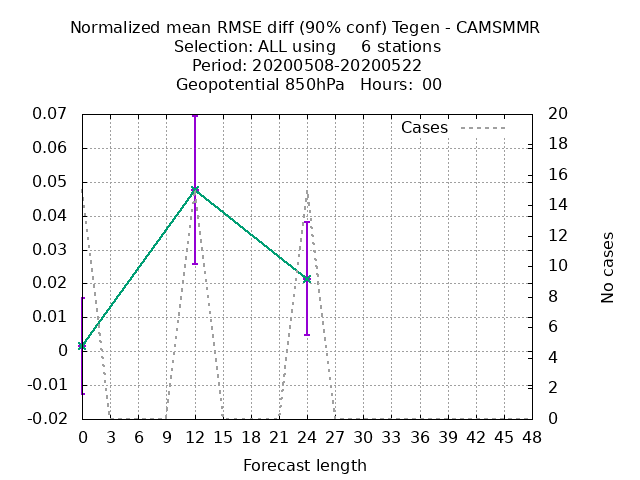 Normalized mean RMSE diff (90% conf) Tegen - CAMSMMR
Selection: ALL using     6 stations
Period: 20200508-20200522
Geopotential 850hPa   Hours:  00
Cases
0.07
0.06
0.05
0.04
0.03
0.02
0.01
0
-0.01
-0.02
20
18
16
14
12
10
8
6
4
2
0
No cases
0 3 6 9 12 15 18 21 24 27 30 33 36 39 42 45 48
Forecast length